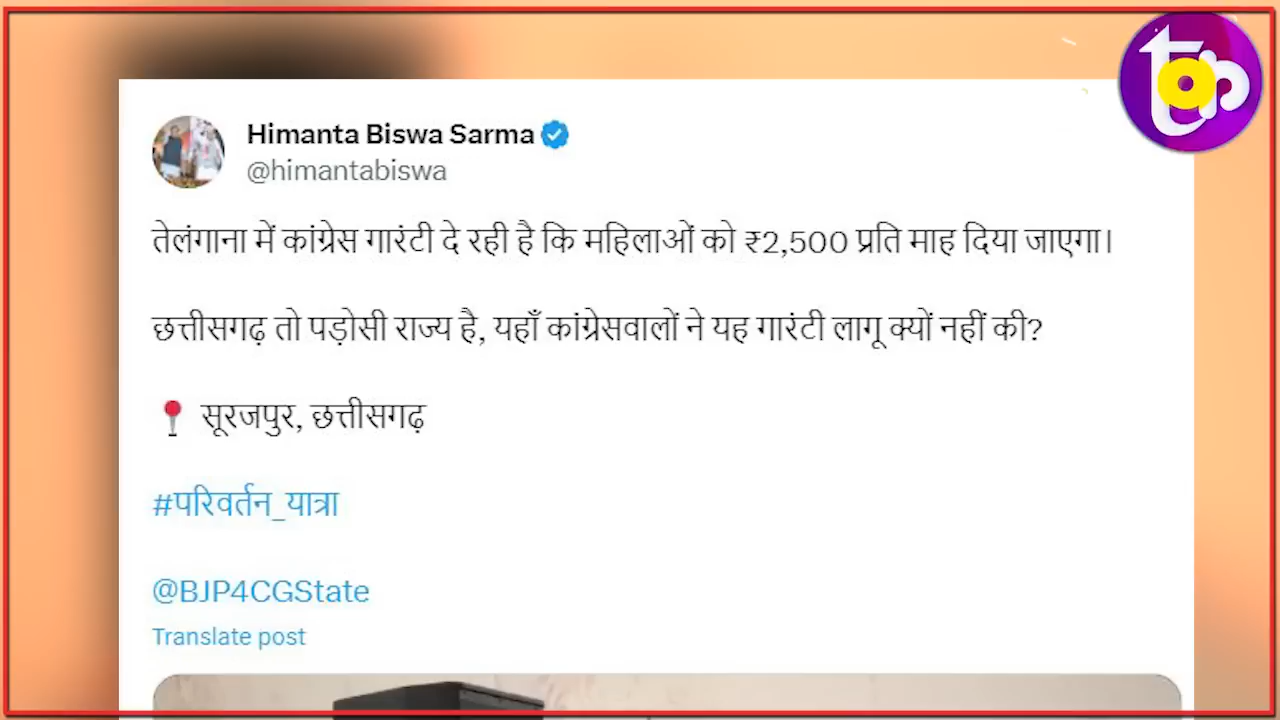 top
Himanta Biswa Sarma
@himantabiswa
तेलंगाना में कांग्रेस गारंटी दे रही है कि महिलाओं को ₹2,500 प्रति माह दिया जाएगा।
छत्तीसगढ़ तो पड़ोसी राज्य है, यहाँ कांग्रेसवालों ने यह गारंटी लागू क्यों नहीं की?
सूरजपुर, छत्तीसगढ़
#परिवर्तन_यात्रा
@BJP4CGState
Translate post